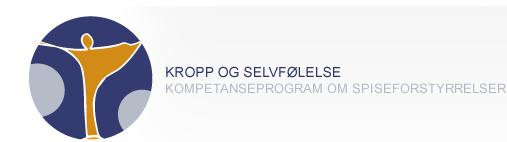 KROPP OG SELVFØLELSE
KOMPETANSEPROGRAM OM SPISEFORSTYRRELSER